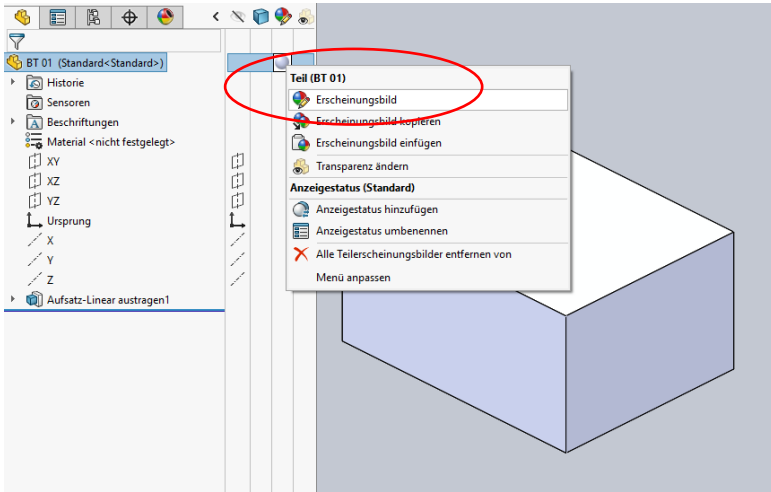 BT 01 (Standard<Standard>)
Historie
Sensoren
Beschriftungen
Material <nicht festgelegt>
XY
XZ
YZ
Ursprung
X
Y
Z
Aufsatz-Linear austragen1
Teil (BT 01)
Erscheinungsbild
Erscheinungsbild kopieren
Erscheinungsbild einfügen
Transparenz ändern
Anzeigestatus (Standard)
Anzeigestatus hinzufügen
Anzeigestatus umbenennen
Alle Teilerscheinungsbilder entfernen von
Menü anpassen